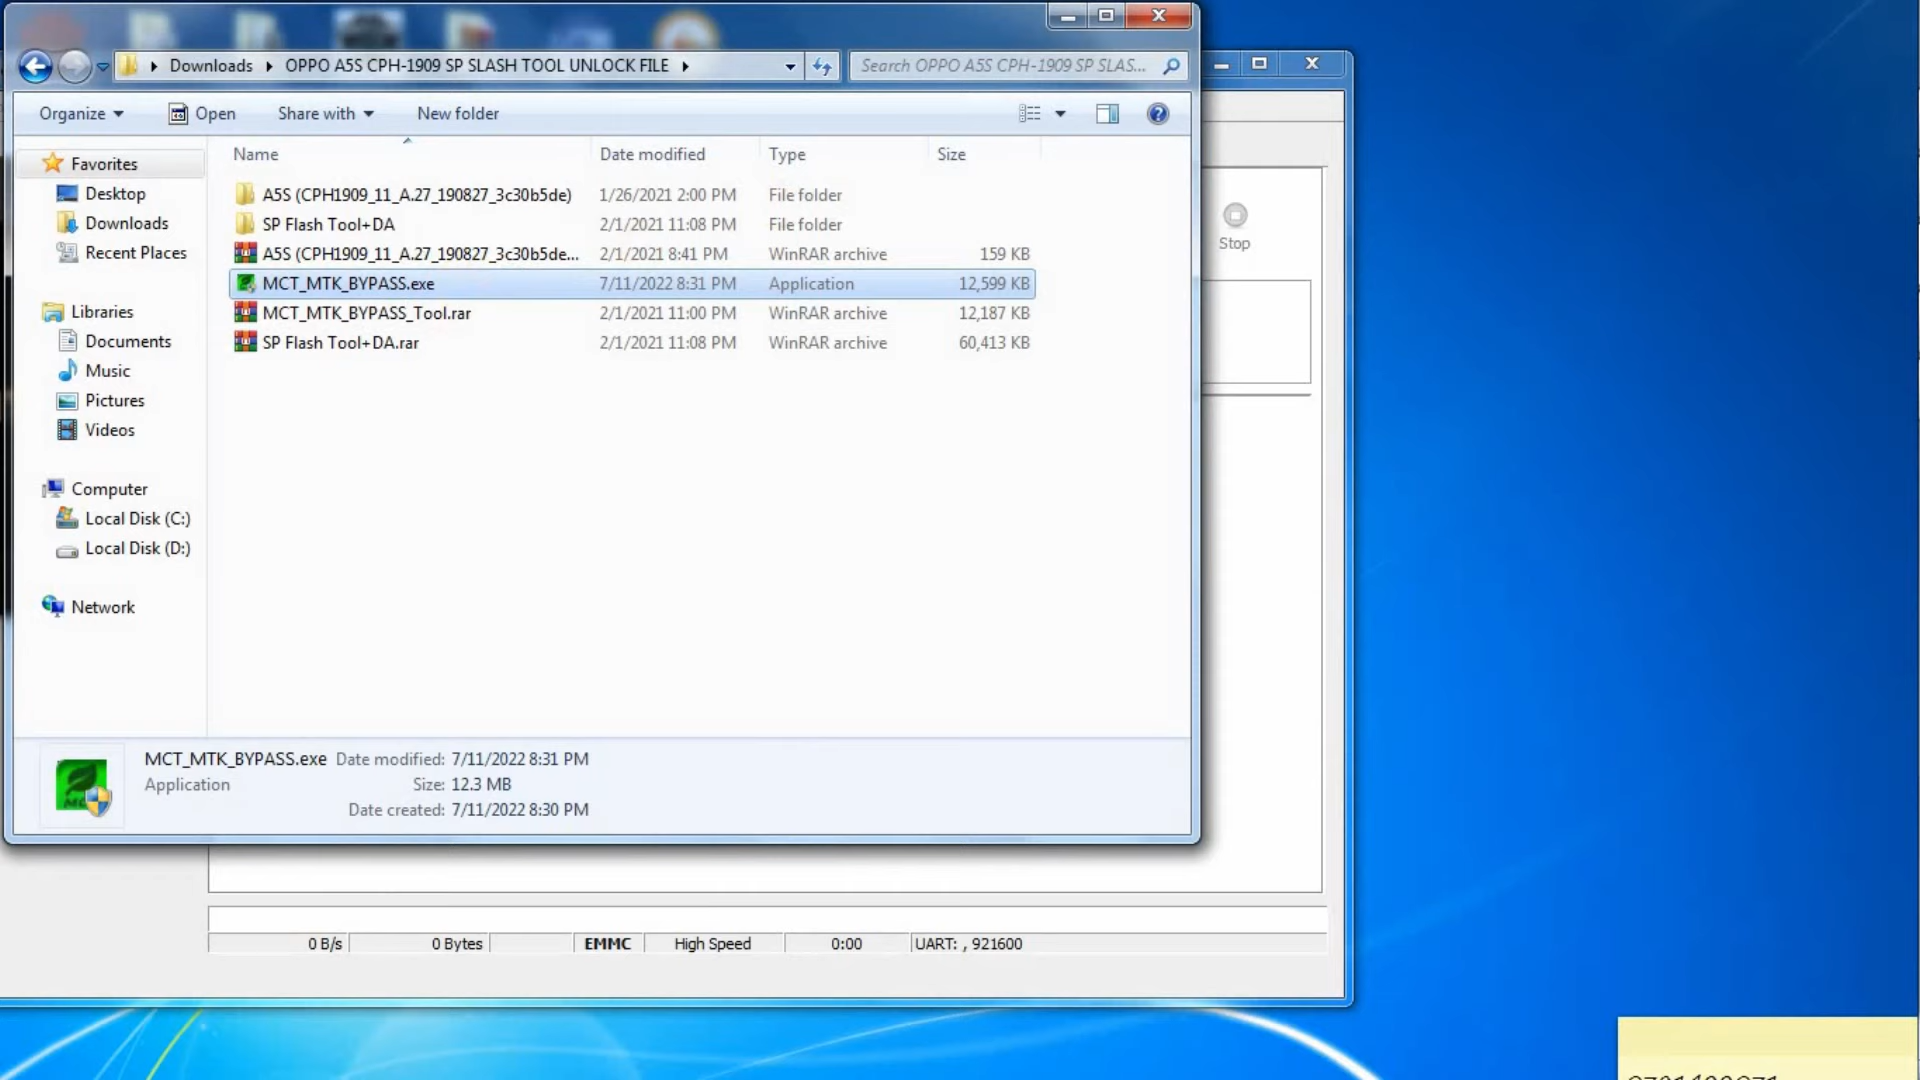 Downloads OPPO A5S CPH-1909 SP SLASH TOOL UNLOCK FILE
Search OPPO A5S CPH-1909 SP SLAS...
Organize Open Share with New folder
Name Date modified Type Size
Favorites
Desktop
Downloads
Recent Places
Libraries
Documents
Music
Pictures
Videos
Computer
Local Disk (C:)
Local Disk (D:)
Network
A5S (CPH1909_11_A.27_190827_3c30b5de) 1/26/2021 2:00 PM File folder
SP Flash Tool+DA 2/1/2021 11:08 PM File folder
A5S (CPH1909_11_A.27_190827_3c30b5de... 2/1/2021 8:41 PM WinRAR archive 159 KB
MCT_MTK_BYPASS.exe 7/11/2022 8:31 PM Application 12,599 KB
MCT_MTK_BYPASS_Tool.rar 2/1/2021 11:00 PM WinRAR archive 12,187 KB
SP Flash Tool+DA.rar 2/1/2021 11:08 PM WinRAR archive 60,413 KB
Stop
MCT_MTK_BYPASS.exe Date modified: 7/11/2022 8:31 PM
Application Size: 12.3 MB
Date created: 7/11/2022 8:30 PM
0 B/s 0 Bytes EMMC High Speed 0:00 UART: , 921600